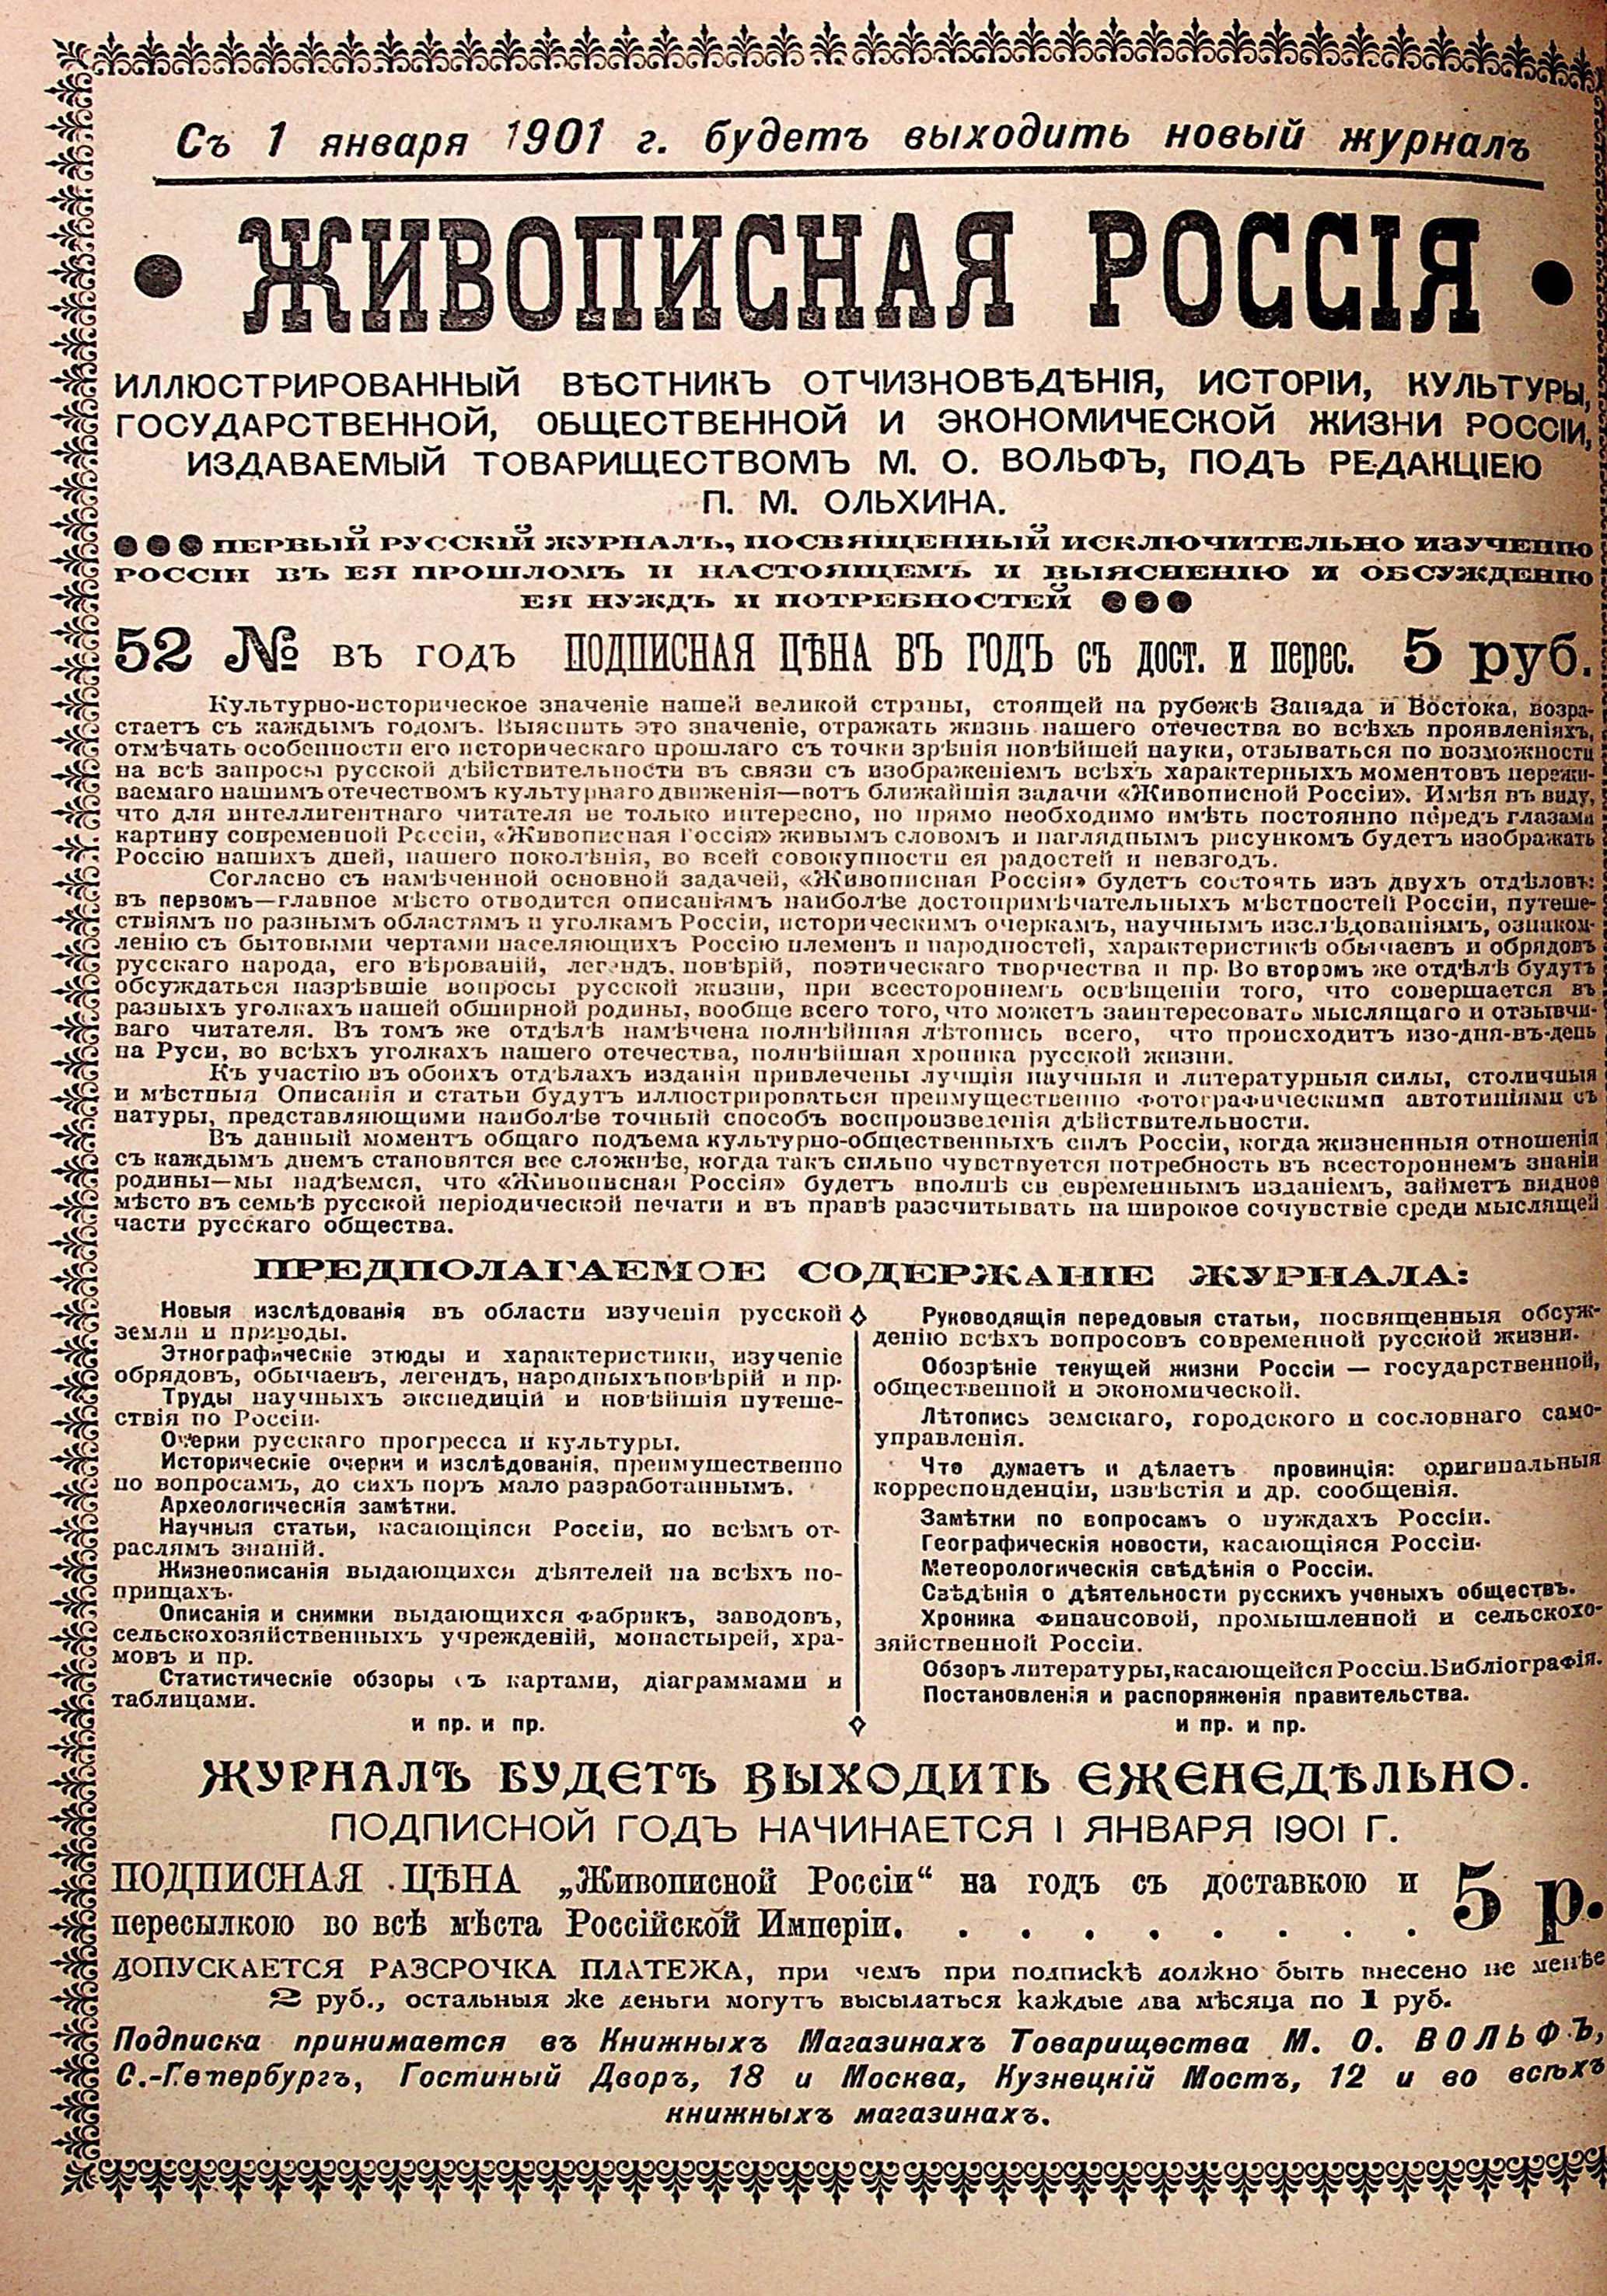 Съ 1 января 1901 г. будетъ выходить новый журналъ
ЖИВОПИСНАЯ РОССІЯ
ИЛЛЮСТРИРОВАННЫЙ ВѢСТНИКЪ ОТЧИЗНОВѢДѢНІЯ, ИСТОРІИ, КУЛЬТУРЫ,
ГОСУДАРСТВЕННОЙ, ОБЩЕСТВЕННОЙ И ЭКОНОМИЧЕСКОЙ ЖИЗНИ РОССІИ,
ИЗДАВАЕМЫЙ ТОВАРИЩЕСТВОМЪ М. О. ВОЛЬФЪ, ПОДЪ РЕДАКЦІЕЮ
П. М. ОЛЬХИНА.
ПЕРВЫЙ РУССКІЙ ЖУРНАЛЪ, ПОСВЯЩЕННЫЙ ИСКЛЮЧИТЕЛЬНО ИЗУЧЕНІЮ
РОССІИ ВЪ ЕЯ ПРОШЛОМЪ И НАСТОЯЩЕМЪ И ВЫЯСНЕНІЮ И ОБСУЖДЕНІЮ
ЕЯ НУЖДЪ И ПОТРЕБНОСТЕЙ
52 № въ годъ ПОДПИСНАЯ ЦѢНА ВЪ ГОДЪ съ дост. и перес. 5 руб.
Культурно-историческое значеніе нашей великой страны, стоящей на рубежѣ Запада и Востока, возра-
стаетъ съ каждымъ годомъ. Выяснить это значеніе, отражать жизнь нашего отечества во всѣхъ проявленіяхъ,
отмѣчать особенности его историческаго прошлаго съ точки зрѣнія новѣйшей науки, отзываться по возможности
на всѣ запросы русской дѣйствительности въ связи съ изображеніемъ всѣхъ характерныхъ моментовъ пережи-
ваемаго нашимъ отечествомъ культурнаго движенія—вотъ ближайшія задачи «Живописной Россіи». Имѣя въ виду,
что для интеллигентнаго читателя не только интересно, но прямо необходимо имѣть постоянно передъ глазами
картину современной Россіи, «Живописная Россія» живымъ словомъ и нагляднымъ рисункомъ будетъ изображать
Россію нашихъ дней, нашего поколѣнія, во всей совокупности ея радостей и невзгодъ.
Согласно съ намѣченной основной задачей, «Живописная Россія» будетъ состоять изъ двухъ отдѣловъ:
въ первомъ—главное мѣсто отводится описаніямъ наиболѣе достопримѣчательныхъ мѣстностей Россіи, путеше-
ствіямъ по разнымъ областямъ и уголкамъ Россіи, историческимъ очеркамъ, научнымъ изслѣдованіямъ, ознаком-
ленію съ бытовыми чертами населяющихъ Россію племенъ и народностей, характеристикѣ обычаевъ и обрядовъ
русскаго народа, его вѣрованій, легендъ, повѣрій, поэтическаго творчества и пр. Во второмъ же отдѣлѣ будутъ
обсуждаться назрѣвшіе вопросы русской жизни, при всестороннемъ освѣщеніи того, что совершается въ
разныхъ уголкахъ нашей обширной родины, вообще всего того, что можетъ заинтересовать мыслящаго и отзывчи-
ваго читателя. Въ томъ же отдѣлѣ намѣчена полнѣйшая лѣтопись всего, что происходитъ изо-дня-въ-день
на Руси, во всѣхъ уголкахъ нашего отечества, полнѣйшая хроника русской жизни.
Къ участію въ обоихъ отдѣлахъ изданія привлечены лучшія научныя и литературныя силы, столичныя
и мѣстныя Описанія и статьи будутъ иллюстрироваться преимущественно фотографическими автотипіями съ
натуры, представляющими наиболѣе точный способъ воспроизведенія дѣйствительности.
Въ данный моментъ общаго подъема культурно-общественныхъ силъ Россіи, когда жизненныя отношенія
съ каждымъ днемъ становятся все сложнѣе, когда такъ сильно чувствуется потребность въ всестороннемъ знаніи
родины—мы надѣемся, что «Живописная Россія» будетъ вполнѣ своевременнымъ изданіемъ, займетъ видное
мѣсто въ семьѣ русской періодической печати и въ правѣ разсчитывать на широкое сочувствіе среди мыслящей
части русскаго общества.
ПРЕДПОЛАГАЕМОЕ СОДЕРЖАНІЕ ЖУРНАЛА:
Новыя изслѣдованія въ области изученія русской
земли и природы.
Этнографическіе этюды и характеристики, изученіе
обрядовъ, обычаевъ, легендъ, народныхъ повѣрій и пр.
Труды научныхъ экспедицій и новѣйшія путеше-
ствія по Россіи.
Очерки русскаго прогресса и культуры.
Историческіе очерки и изслѣдованія, преимущественно
по вопросамъ, до сихъ поръ мало разработаннымъ.
Археологическія замѣтки.
Научныя статьи, касающіяся Россіи, по всѣмъ от-
раслямъ знаній.
Жизнеописанія выдающихся дѣятелей на всѣхъ по-
прищахъ.
Описанія и снимки выдающихся фабрикъ, заводовъ,
сельскохозяйственныхъ учрежденій, монастырей, хра-
мовъ и пр.
Статистическіе обзоры съ картами, діаграммами и
таблицами.
и пр. и пр.
Руководящія передовыя статьи, посвященныя обсуж-
денію всѣхъ вопросовъ современной русской жизни.
Обозрѣніе текущей жизни Россіи — государственной,
общественной и экономической.
Лѣтопись земскаго, городского и сословнаго само-
управленія.
Что думаетъ и дѣлаетъ провинція: оригинальныя
корреспонденціи, извѣстія и др. сообщенія.
Замѣтки по вопросамъ о нуждахъ Россіи.
Географическія новости, касающіяся Россіи.
Метеорологическія свѣдѣнія о Россіи.
Свѣдѣнія о дѣятельности русскихъ ученыхъ обществъ.
Хроника финансовой, промышленной и сельскохо-
зяйственной Россіи.
Обзоръ литературы, касающейся Россіи. Библіографія.
Постановленія и распоряженія правительства.
и пр. и пр.
ЖУРНАЛЪ БУДЕТЪ ВЫХОДИТЬ ЕЖЕНЕДѢЛЬНО.
ПОДПИСНОЙ ГОДЪ НАЧИНАЕТСЯ 1 ЯНВАРЯ 1901 Г.
ПОДПИСНАЯ ЦѢНА „Живописной Россіи“ на годъ съ доставкою и
пересылкою во всѣ мѣста Россійской Имперіи. . . . . . . . . 5 р.
ДОПУСКАЕТСЯ РАЗСРОЧКА ПЛАТЕЖА, при чемъ при подпискѣ должно быть внесено не менѣе
2 руб., остальныя же деньги могутъ высылаться каждые два мѣсяца по 1 руб.
Подписка принимается въ Книжныхъ Магазинахъ Товарищества М. О. ВОЛЬФЪ,
С.-Петербургъ, Гостиный Дворъ, 18 и Москва, Кузнецкій Мостъ, 12 и во всѣхъ
книжныхъ магазинахъ.